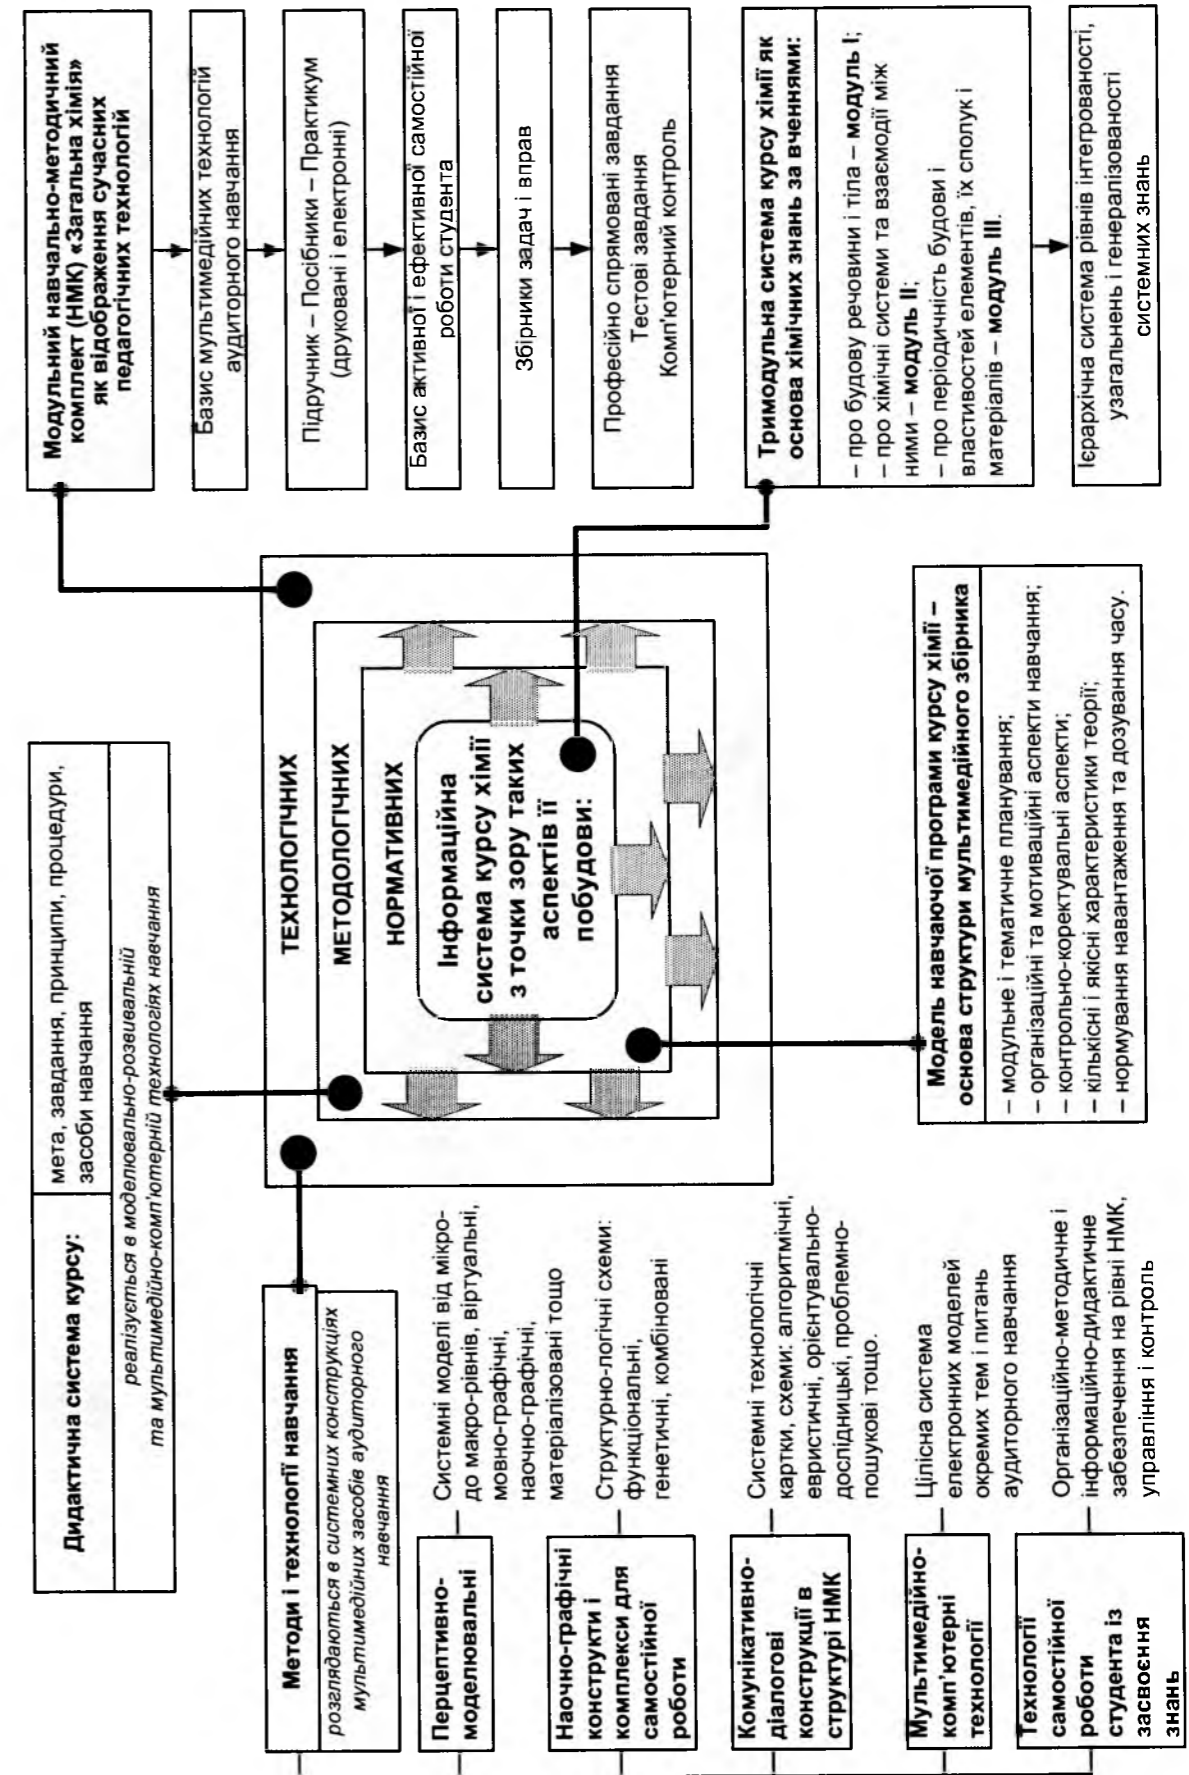 Дидактична система курсу:
мета, завдання, принципи, процедури,
засоби навчання
реалізується в моделювально-розвивальній
та мультимедійно-комп'ютерній технологіях навчання
Модульний навчально-методичний
комплект (НМК) «Загальна хімія»
як відображення сучасних
педагогічних технологій
Базис мультимедійних технологій
аудиторного навчання
Підручник – Посібники – Практикум
(друковані і електронні)
Базис активної і ефективної самостійної
роботи студента
Збірники задач і вправ
Професійно спрямовані завдання
Тестові завдання
Комп'ютерний контроль
Методи і технології навчання
розглядаються в системних конструкціях
мультимедійних засобів аудиторного
навчання
ТЕХНОЛОГІЧНИХ
МЕТОДОЛОГІЧНИХ
НОРМАТИВНИХ
Інформаційна
система курсу хімії
з точки зору таких
аспектів її
побудови:
Перцептивно-
моделювальні
Системні моделі від мікро-
до макро-рівнів, віртуальні,
мовно-графічні,
наочно-графічні,
матеріалізовані тощо
Наочно-графічні
конструкти і
комплекси для
самостійної
роботи
Структурно-логічні схеми:
функціональні,
генетичні, комбіновані
Комунікативно-
діалогові
конструкції в
структурі НМК
Системні технологічні
картки, схеми: алгоритмічні,
евристичні, орієнтувально-
дослідницькі, проблемно-
пошукові тощо.
Мультимедійно-
комп'ютерні
технології
Цілісна система
електронних моделей
окремих тем і питань
аудиторного навчання
Технології
самостійної
роботи
студента із
засвоєння
знань
Організаційно-методичне і
інформаційно-дидактичне
забезпечення на рівні НМК,
управління і контроль
Модель навчаючої програми курсу хімії –
основа структури мультимедійного збірника
– модульне і тематичне планування;
– організаційні та мотиваційні аспекти навчання;
– контрольно-коректувальні аспекти;
– кількісні і якісні характеристики теорії;
– нормування навантаження та дозування часу.
Тримодульна система курсу хімії як
основа хімічних знань за вченнями:
– про будову речовини і тіла – модуль I;
– про хімічні системи та взаємодії між
ними – модуль II;
– про періодичність будови і
властивостей елементів, їх сполук і
матеріалів – модуль III.
Ієрархічна система рівнів інтегрованості,
узагальнень і генералізованості
системних знань